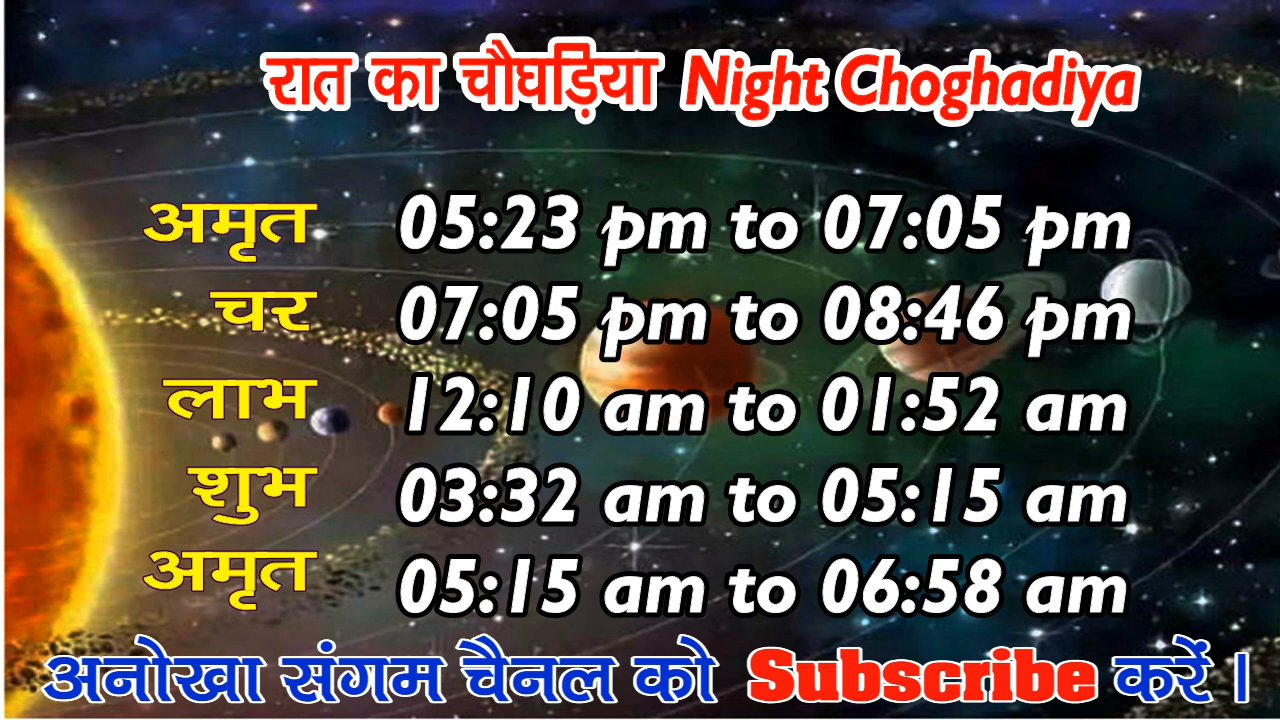 रात का चौघड़िया Night Choghadiya
अमृत 05:23 pm to 07:05 pm
चर 07:05 pm to 08:46 pm
लाभ 12:10 am to 01:52 am
शुभ 03:32 am to 05:15 am
अमृत 05:15 am to 06:58 am
अनोखा संगम चैनल को Subscribe करें ।